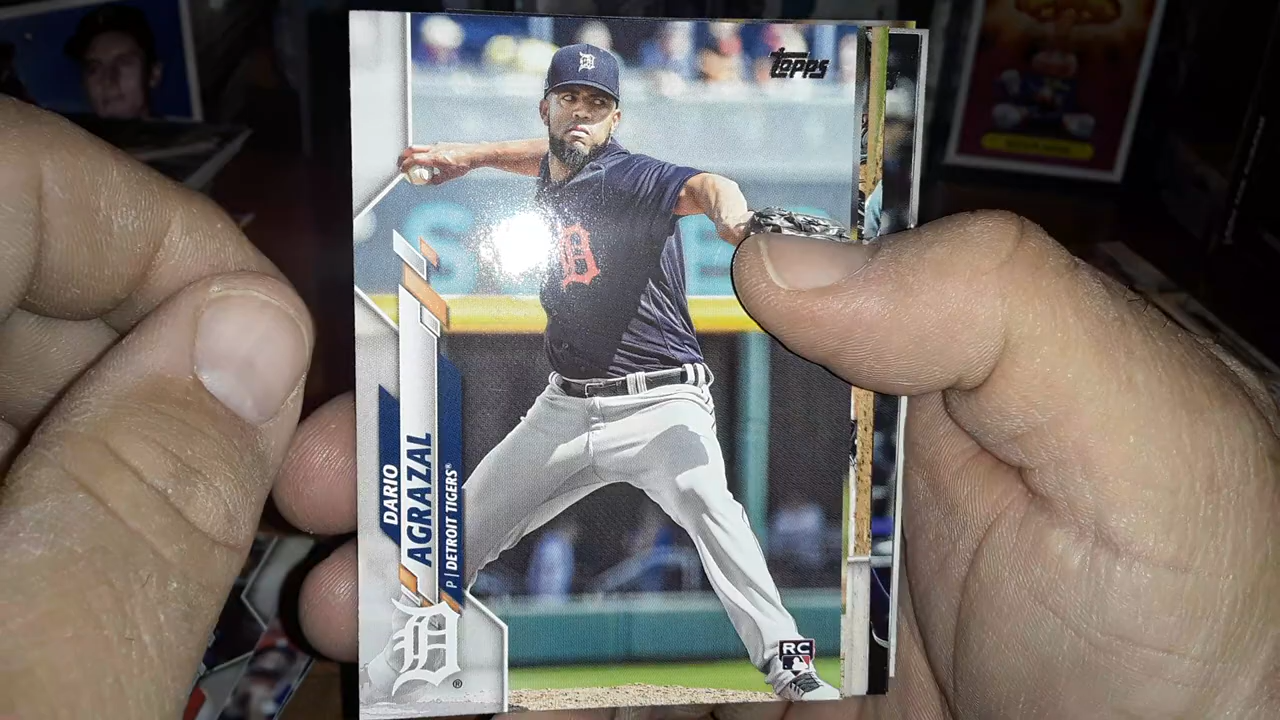 Topps
DARIO
AGRAZAL
P | DETROIT TIGERS®
D®
D
D
RC